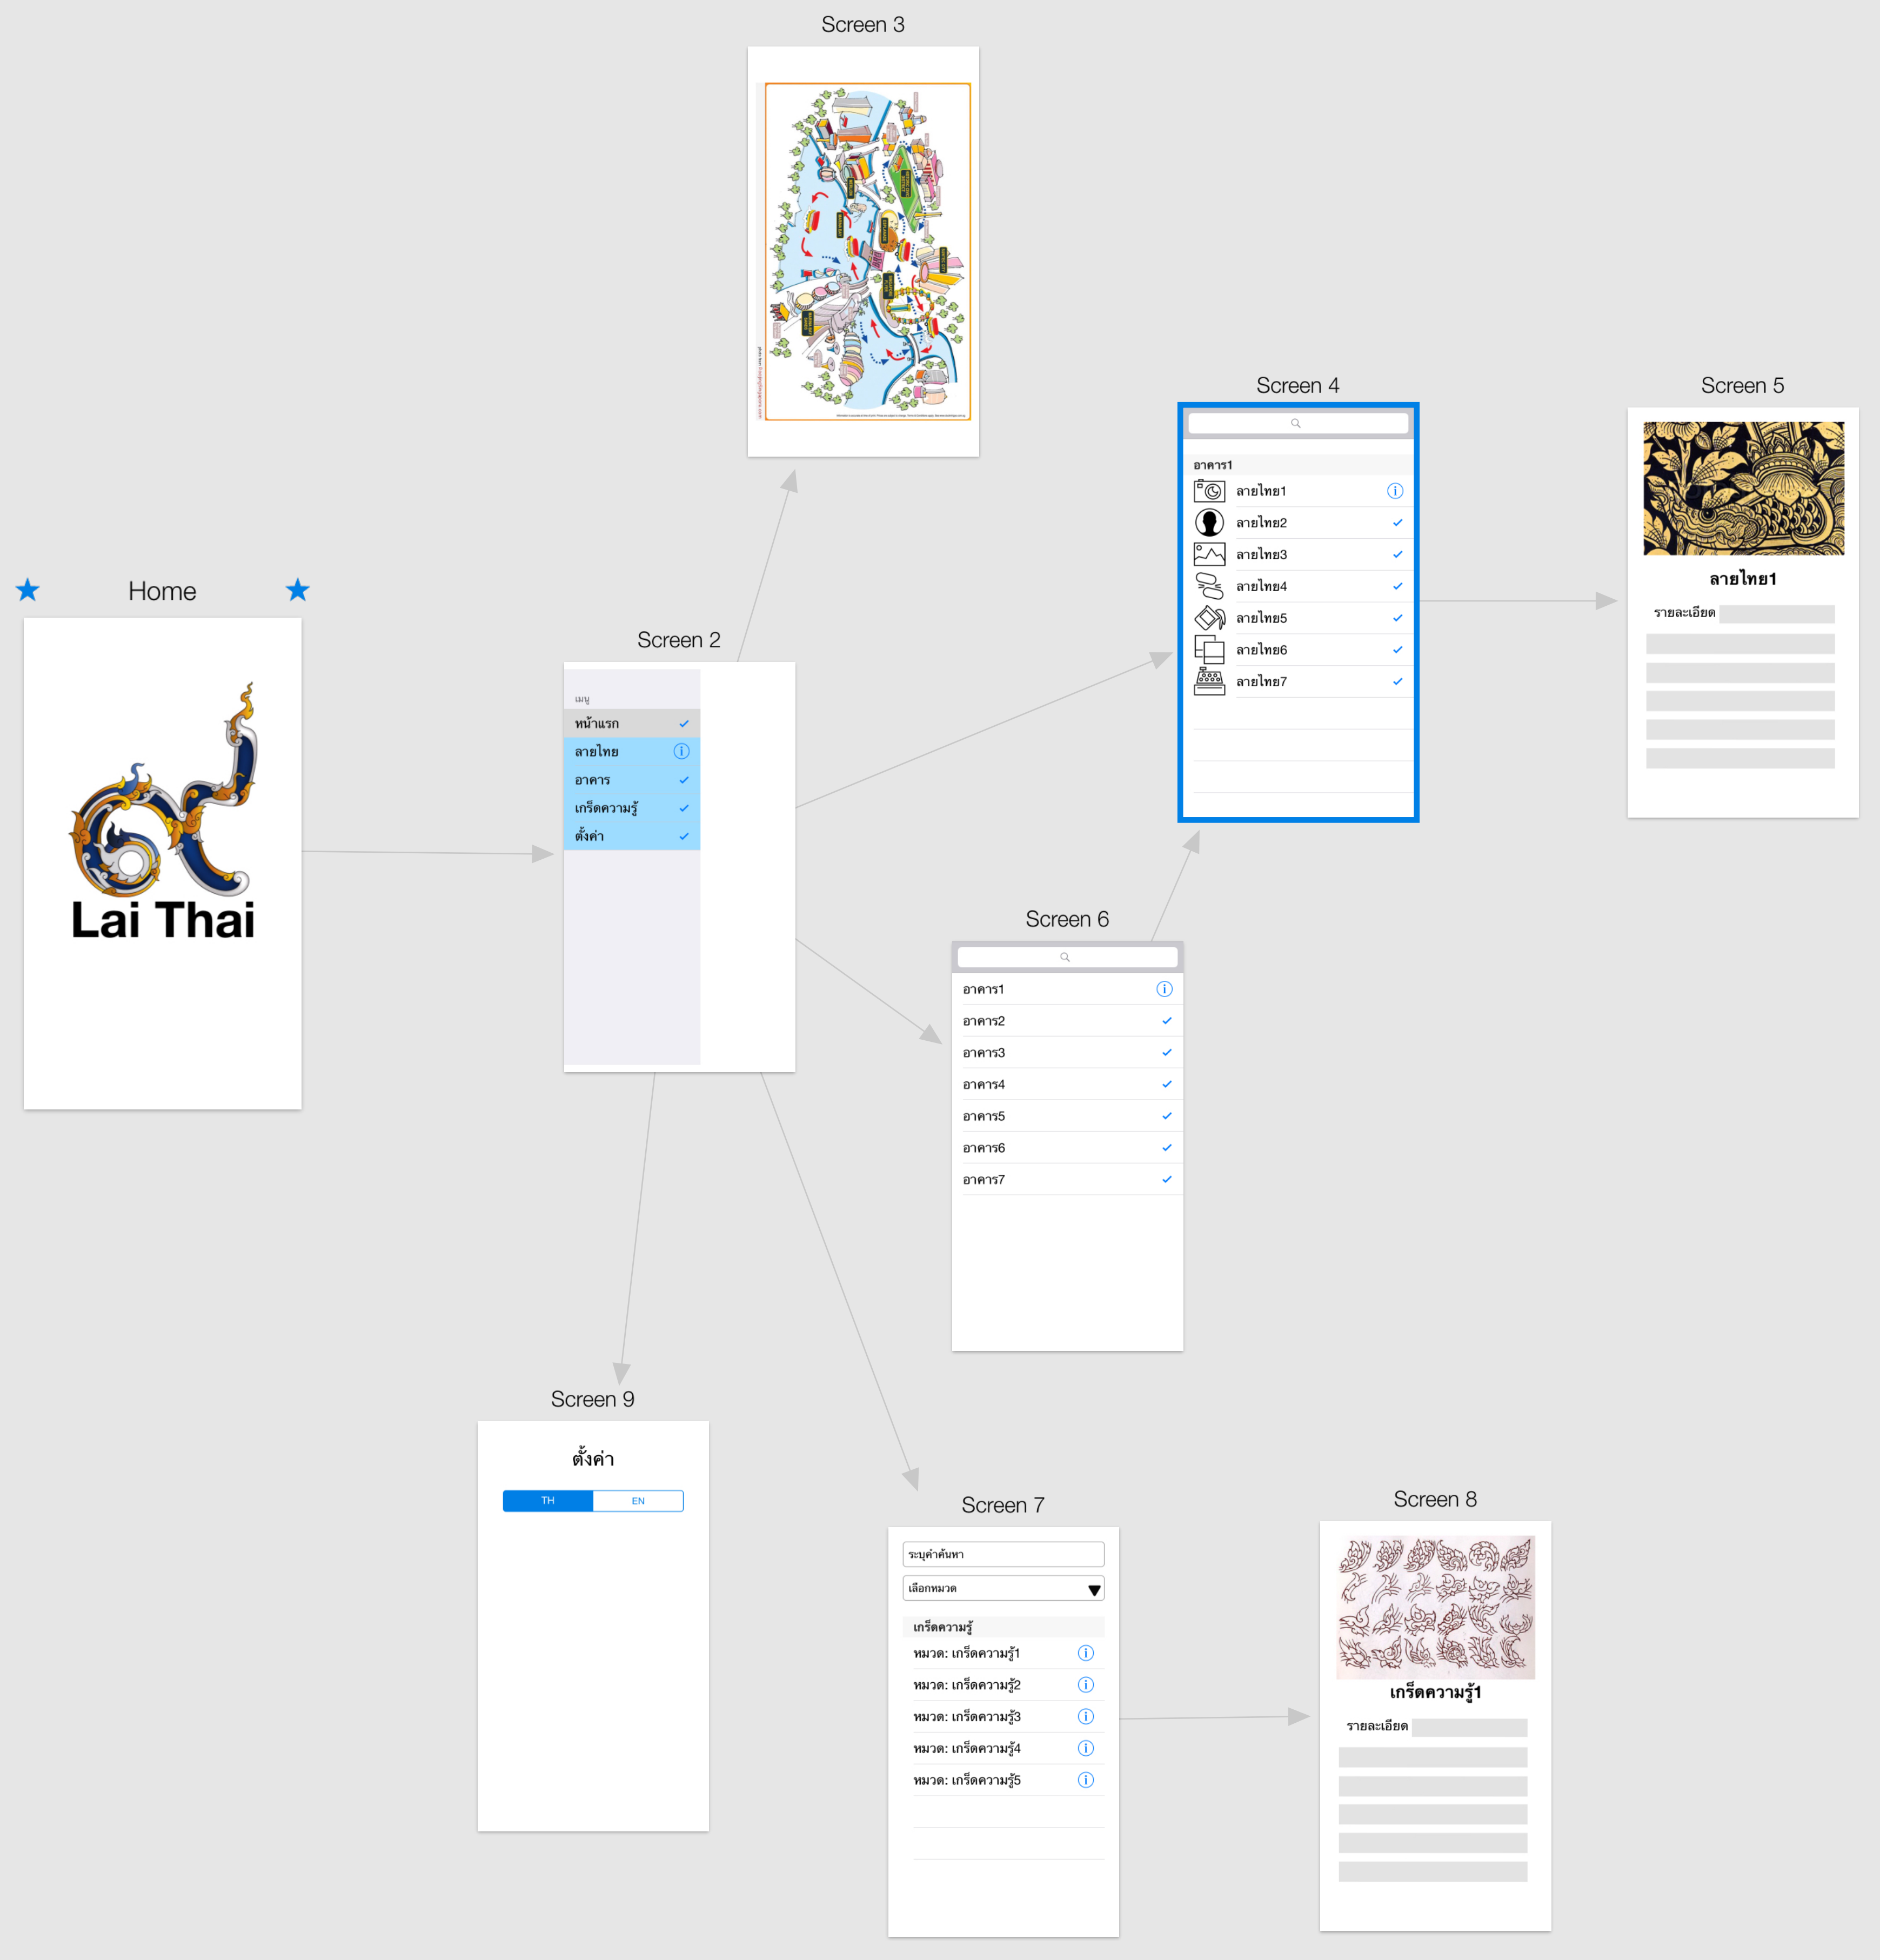 Screen 3
Home
Lai Thai
Screen 2
เมนู
หน้าแรก
ลายไทย
อาคาร
เกร็ดความรู้
ตั้งค่า
Screen 4
อาคาร1
ลายไทย1
ลายไทย2
ลายไทย3
ลายไทย4
ลายไทย5
ลายไทย6
ลายไทย7
Screen 5
ลายไทย1
รายละเอียด
Screen 6
อาคาร1
อาคาร2
อาคาร3
อาคาร4
อาคาร5
อาคาร6
อาคาร7
Screen 9
ตั้งค่า
TH EN
Screen 7
ระบุคำค้นหา
เลือกหมวด
เกร็ดความรู้
หมวด: เกร็ดความรู้1
หมวด: เกร็ดความรู้2
หมวด: เกร็ดความรู้3
หมวด: เกร็ดความรู้4
หมวด: เกร็ดความรู้5
Screen 8
เกร็ดความรู้1
รายละเอียด